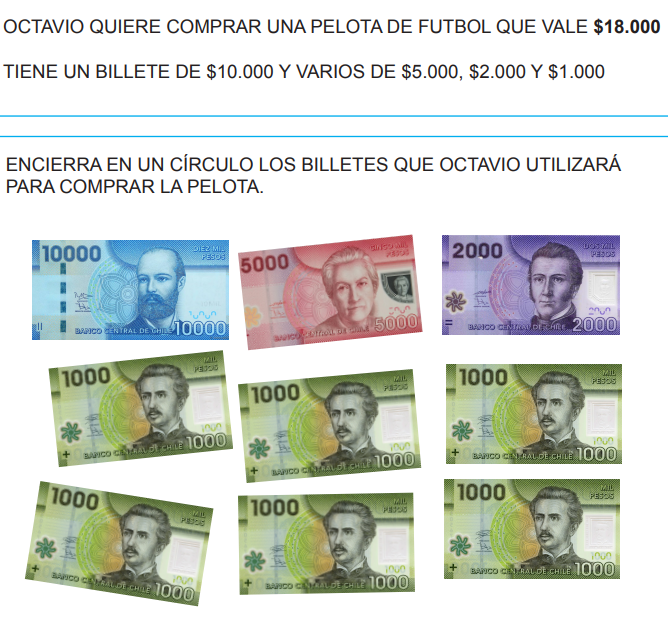 OCTAVIO QUIERE COMPRAR UNA PELOTA DE FUTBOL QUE VALE $18.000
TIENE UN BILLETE DE $10.000 Y VARIOS DE $5.000, $2.000 Y $1.000
ENCIERRA EN UN CÍRCULO LOS BILLETES QUE OCTAVIO UTILIZARÁ
PARA COMPRAR LA PELOTA.
10000
DIEZ MIL
PESOS
BANCO CENTRAL DE CHILE
10000
5000
CINCO MIL
PESOS
BANCO CENTRAL DE CHILE
5000
2000
DOS MIL
PESOS
BANCO CENTRAL DE CHILE
2000
1000
MIL
PESOS
BANCO CENTRAL DE CHILE
1000
1000
MIL
PESOS
BANCO CENTRAL DE CHILE
1000
1000
MIL
PESOS
BANCO CENTRAL DE CHILE
1000
1000
MIL
PESOS
BANCO CENTRAL DE CHILE
1000
1000
MIL
PESOS
BANCO CENTRAL DE CHILE
1000
1000
MIL
PESOS
BANCO CENTRAL DE CHILE
1000